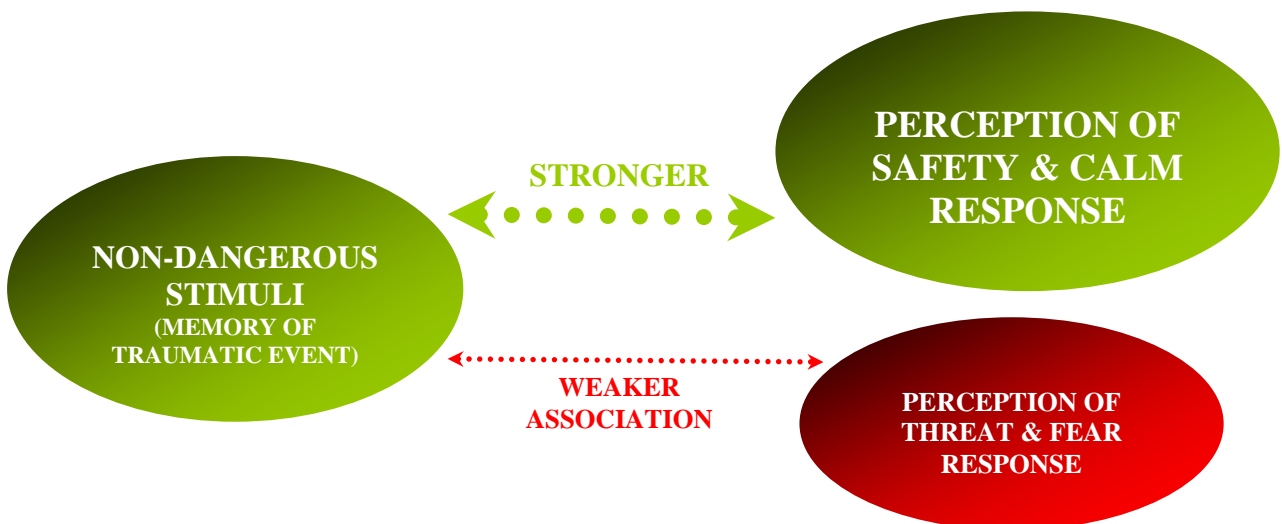 PERCEPTION OF
SAFETY & CALM
RESPONSE
STRONGER
NON-DANGEROUS
STIMULI
(MEMORY OF
TRAUMATIC EVENT)
WEAKER
ASSOCIATION
PERCEPTION OF
THREAT & FEAR
RESPONSE